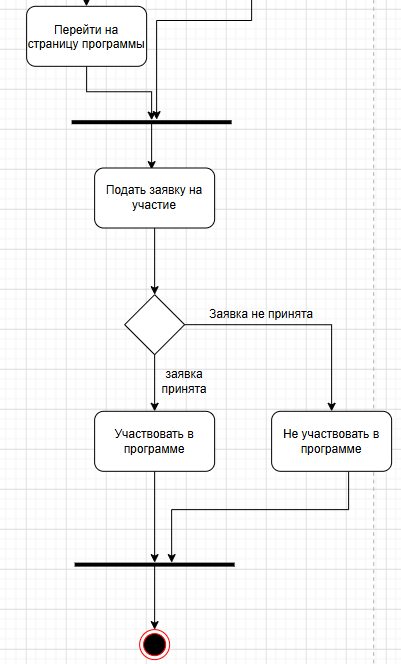 Перейти на
страницу программы
Подать заявку на
участие
Заявка не принята
заявка
принята
Участвовать в
программе
Не участвовать в
программе